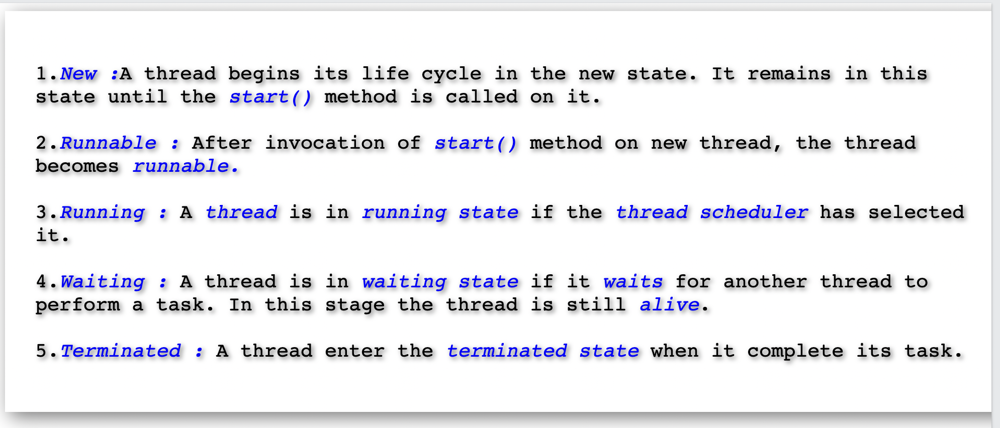 1.New :A thread begins its life cycle in the new state. It remains in this
state until the start() method is called on it.
2.Runnable : After invocation of start() method on new thread, the thread
becomes runnable.
3.Running : A thread is in running state if the thread scheduler has selected
it.
4.Waiting : A thread is in waiting state if it waits for another thread to
perform a task. In this stage the thread is still alive.
5.Terminated : A thread enter the terminated state when it complete its task.